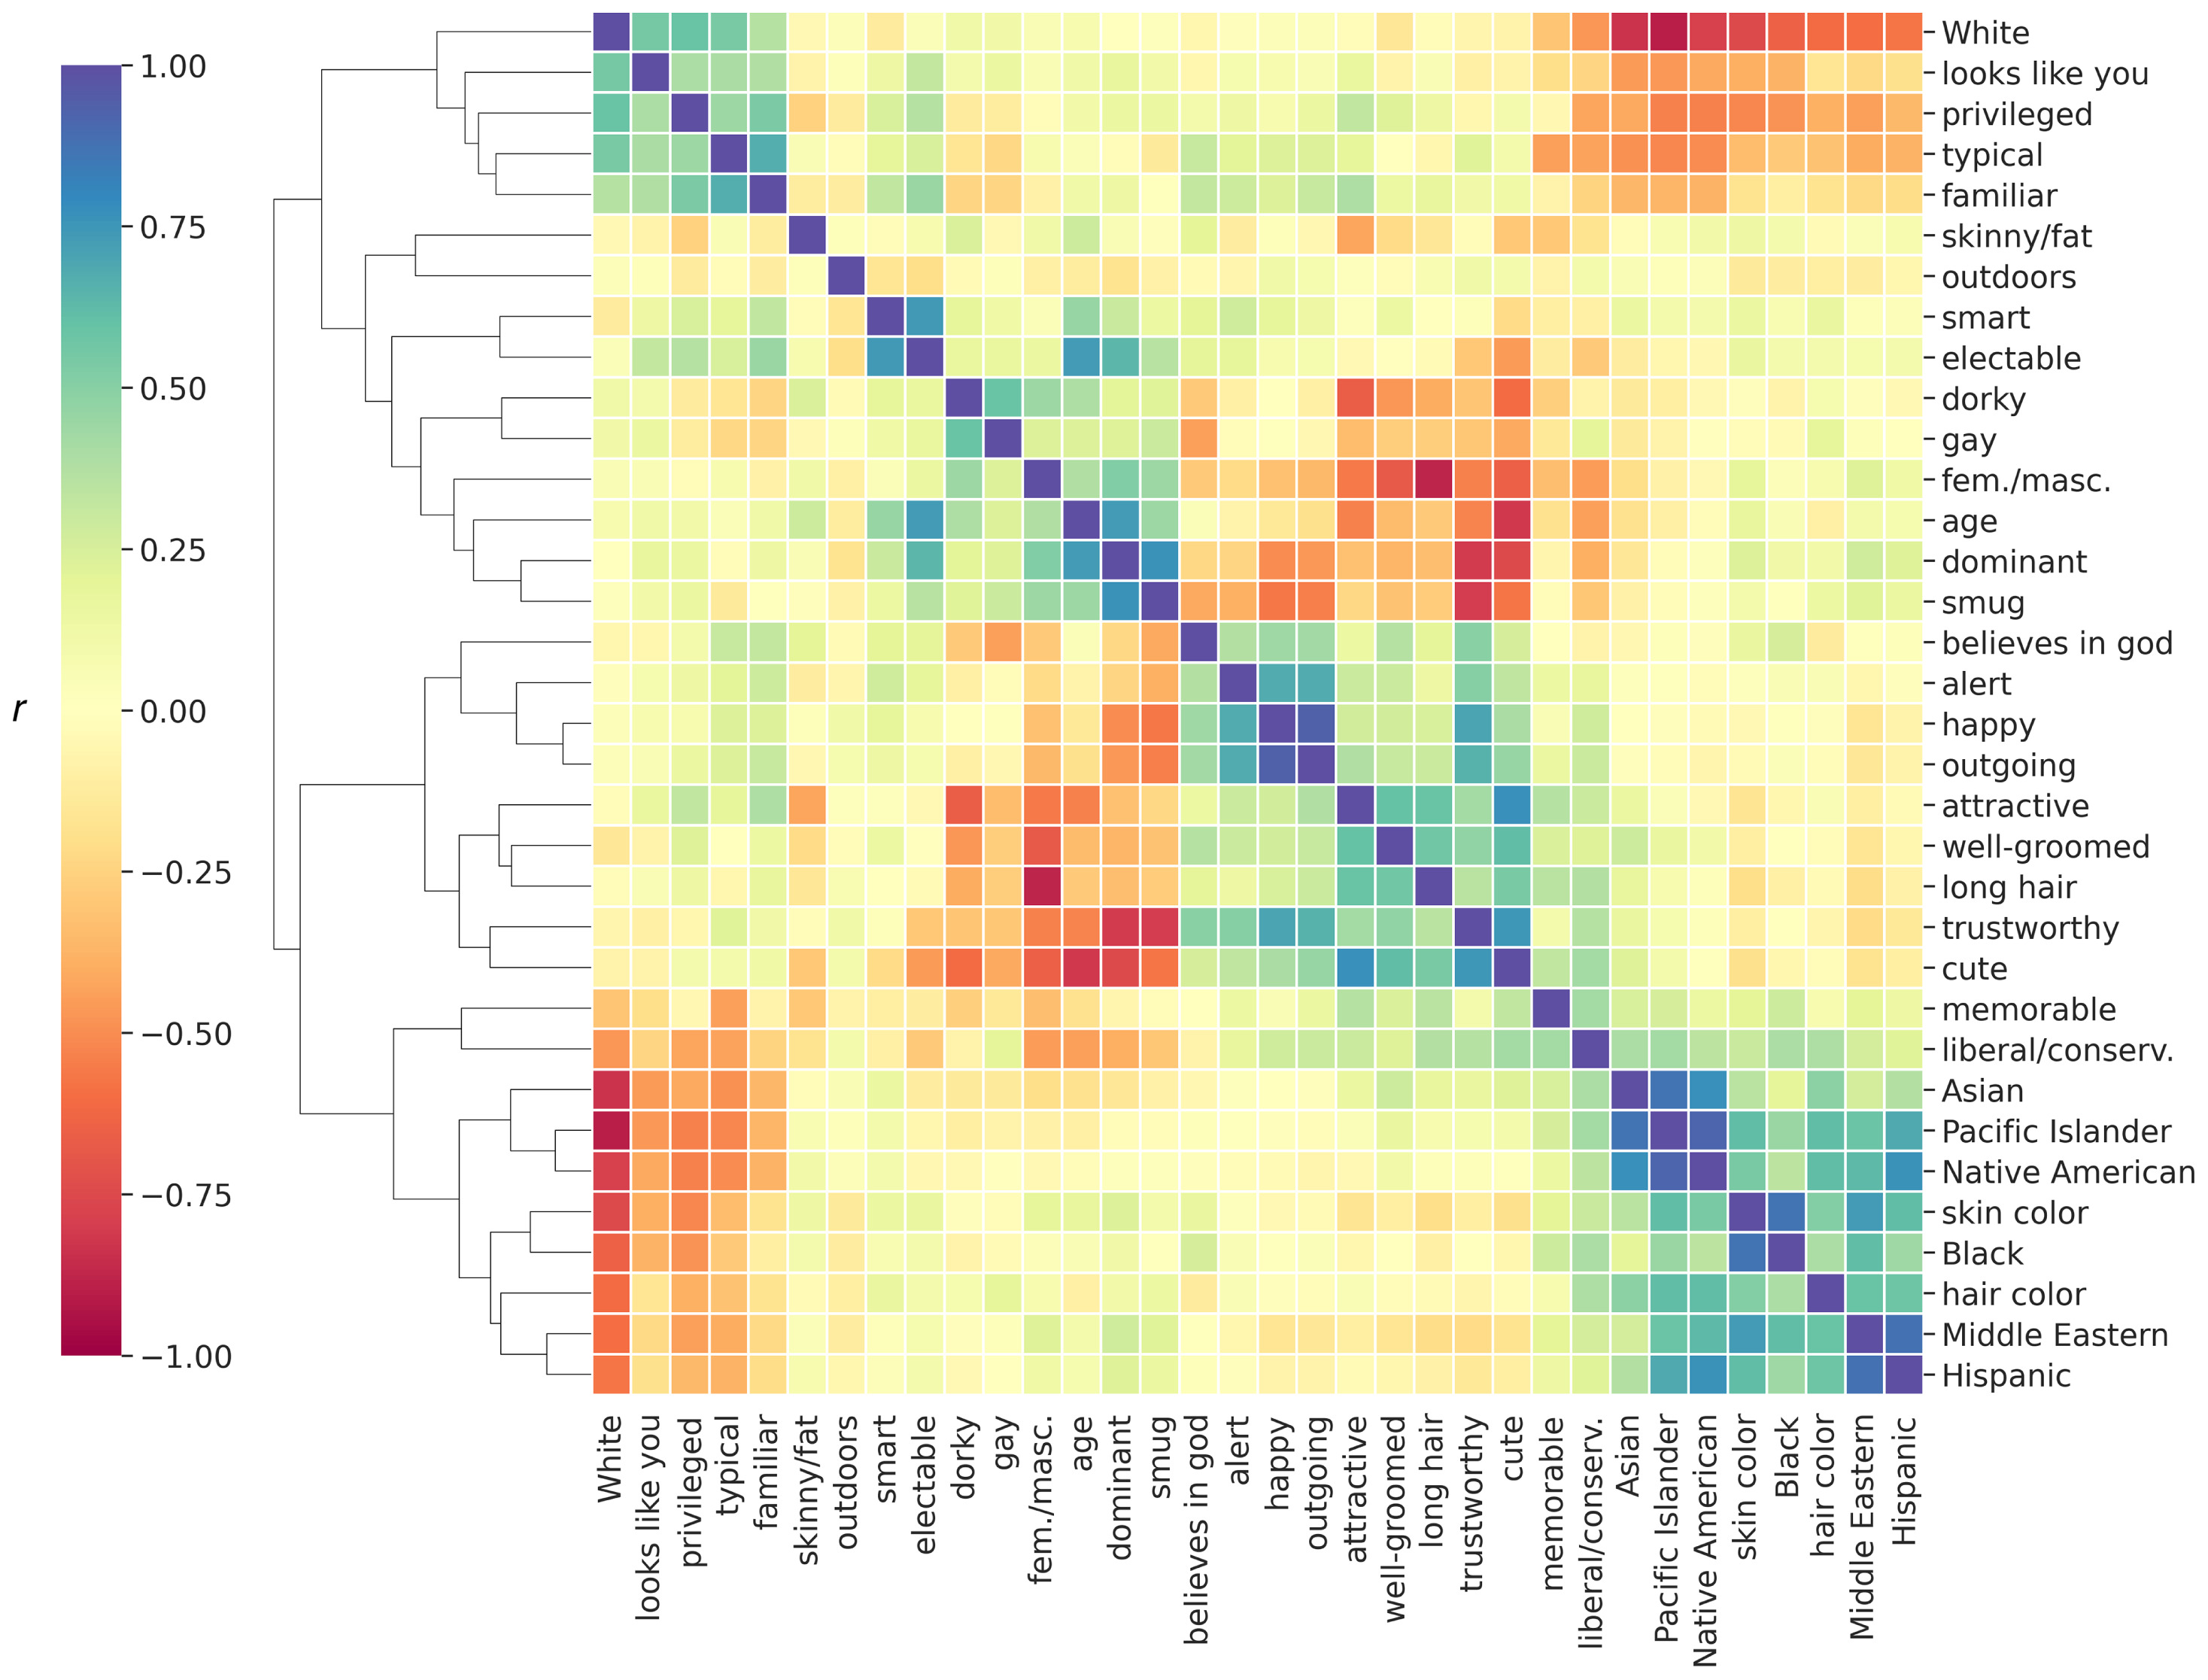 1.00
0.75
0.50
0.25
0.00
−0.25
−0.50
−0.75
−1.00
r
White
looks like you
privileged
typical
familiar
skinny/fat
outdoors
smart
electable
dorky
gay
fem./masc.
age
dominant
smug
believes in god
alert
happy
outgoing
attractive
well-groomed
long hair
trustworthy
cute
memorable
liberal/conserv.
Asian
Pacific Islander
Native American
skin color
Black
hair color
Middle Eastern
Hispanic
White
looks like you
privileged
typical
familiar
skinny/fat
outdoors
smart
electable
dorky
gay
fem./masc.
age
dominant
smug
believes in god
alert
happy
outgoing
attractive
well-groomed
long hair
trustworthy
cute
memorable
liberal/conserv.
Asian
Pacific Islander
Native American
skin color
Black
hair color
Middle Eastern
Hispanic